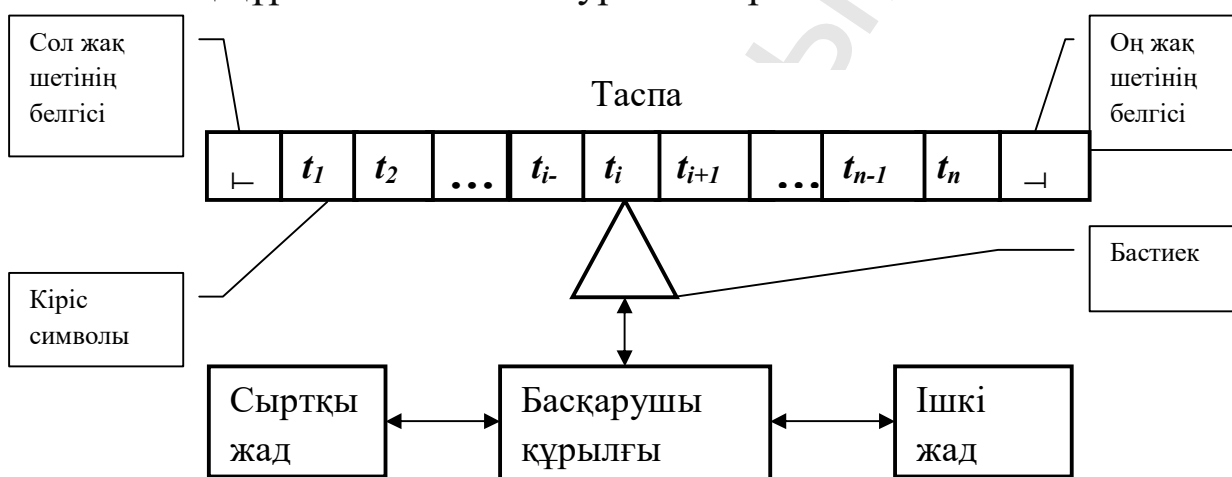 Сол жақ
шетінің
белгісі
Оң жақ
шетінің
белгісі
Таспа
⊢ t1 t2 ... ti- ti ti+1 ... tn-1 tn ⊣
Кіріс
символы
Бастиек
Сыртқы
жад
Басқарушы
құрылғы
Ішкі
жад